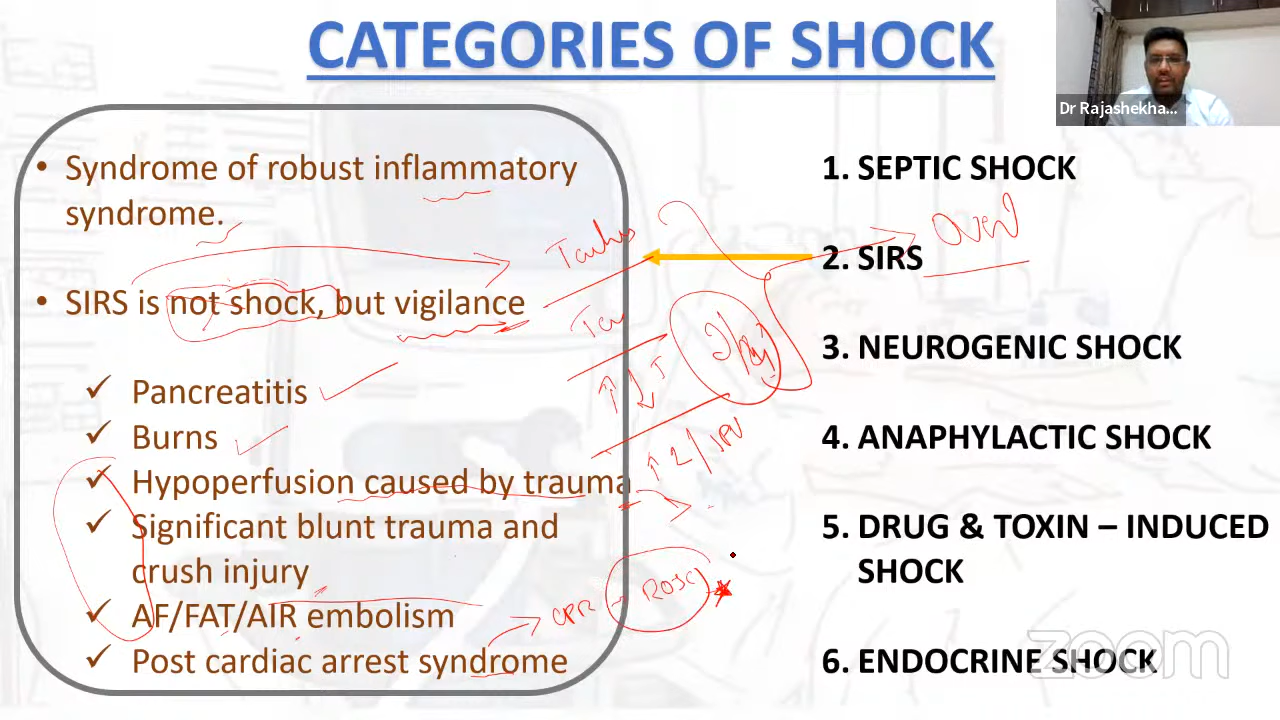 CATEGORIES OF SHOCK
Dr Rajashekha...
• Syndrome of robust inflammatory
syndrome.
• SIRS is not shock, but vigilance
✓ Pancreatitis
✓ Burns
✓ Hypoperfusion caused by trauma
✓ Significant blunt trauma and
crush injury
✓ AF/FAT/AIR embolism
✓ Post cardiac arrest syndrome
CPR → ROSC
1. SEPTIC SHOCK
2. SIRS
3. NEUROGENIC SHOCK
4. ANAPHYLACTIC SHOCK
5. DRUG & TOXIN – INDUCED
SHOCK
6. ENDOCRINE SHOCK
zoom